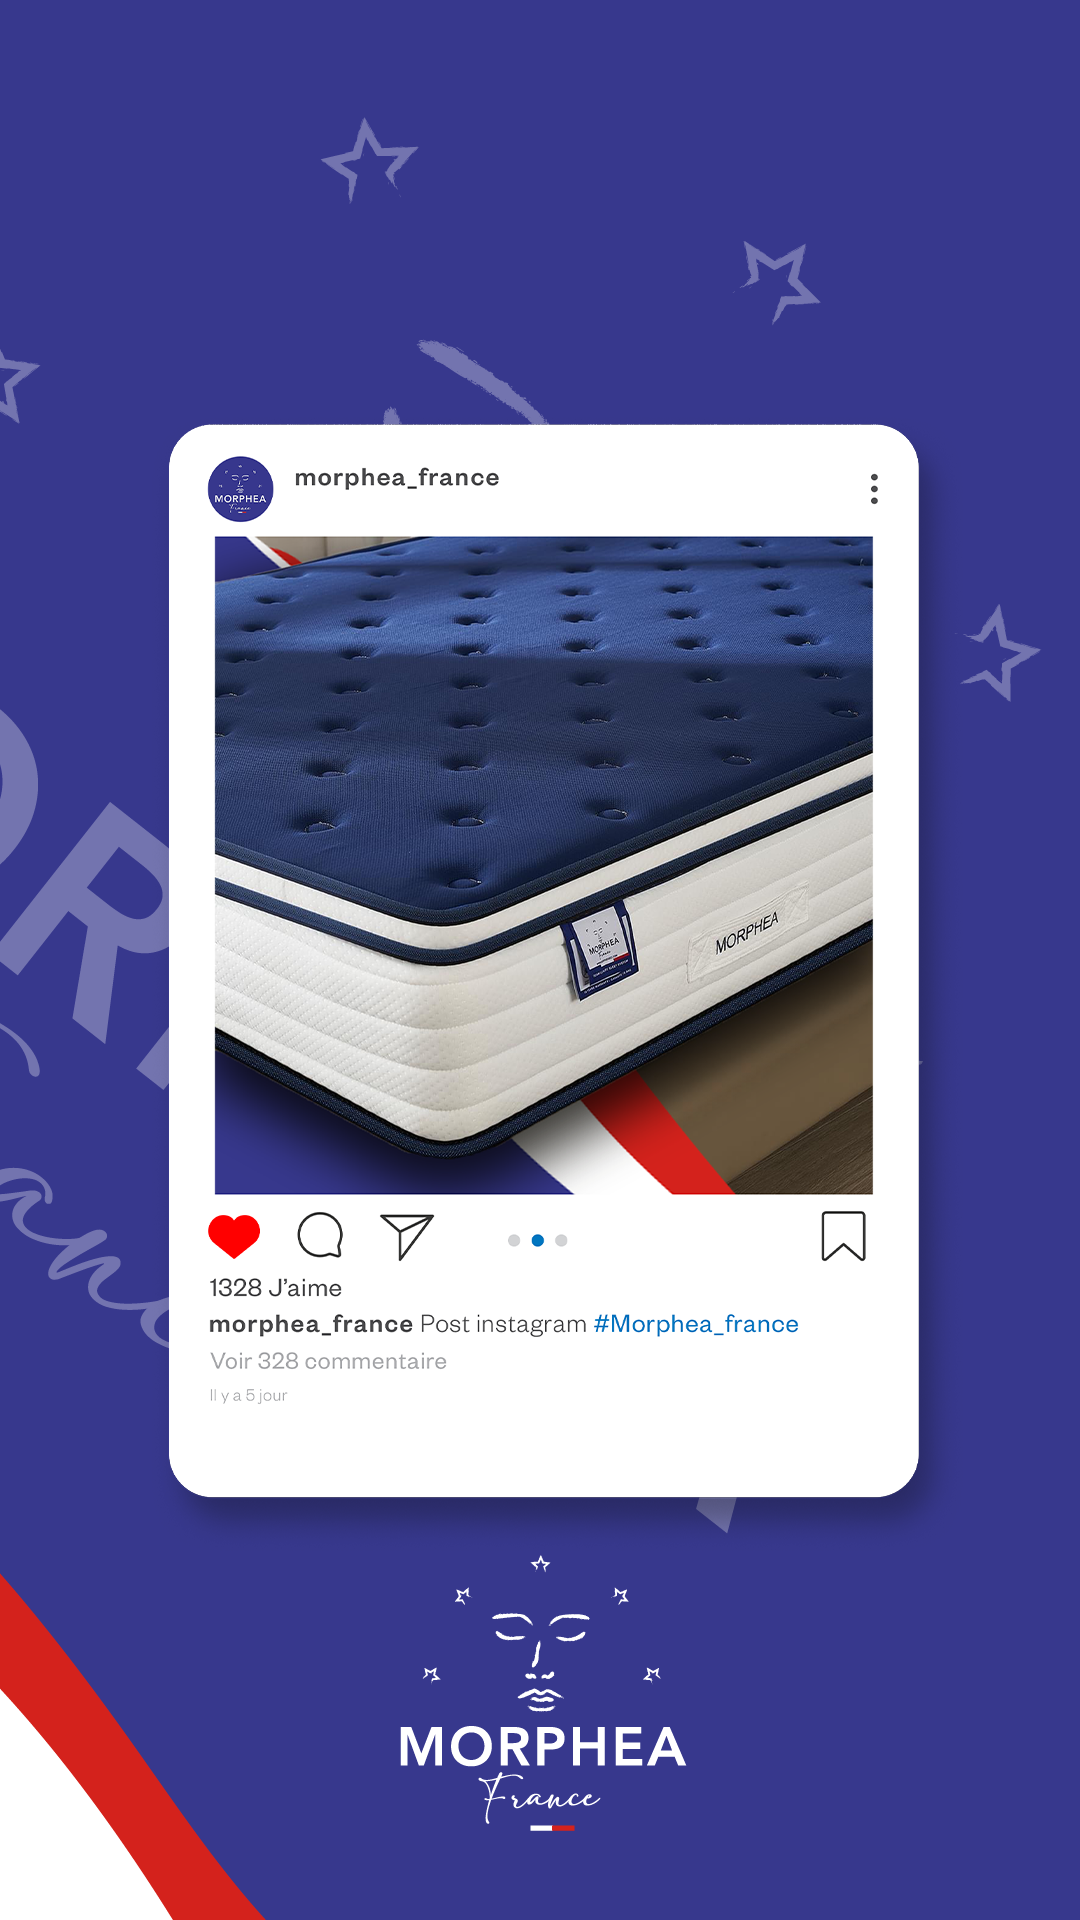 morphea_france
MORPHEA
France
MORPHEA
MORPHEA
1328 J’aime
morphea_france Post instagram #Morphea_france
Voir 328 commentaire
Il y a 5 jour
MORPHEA
France